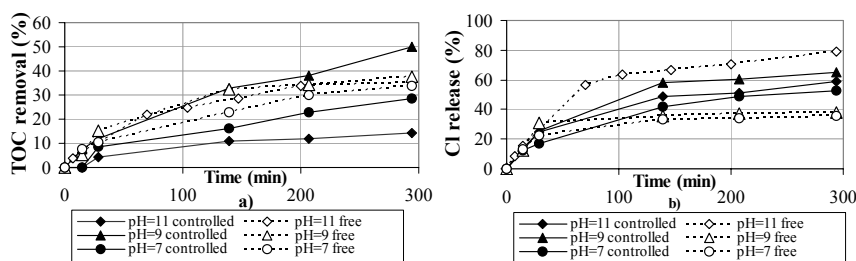 TOC removal (%)
60
50
40
30
20
10
0
0
100
200
300
Time (min)
a)
pH=11 controlled
pH=11 free
pH=9 controlled
pH=9 free
pH=7 controlled
pH=7 free
Cl release (%)
100
80
60
40
20
0
0
100
200
300
Time (min)
b)
pH=11 controlled
pH=11 free
pH=9 controlled
pH=9 free
pH=7 controlled
pH=7 free